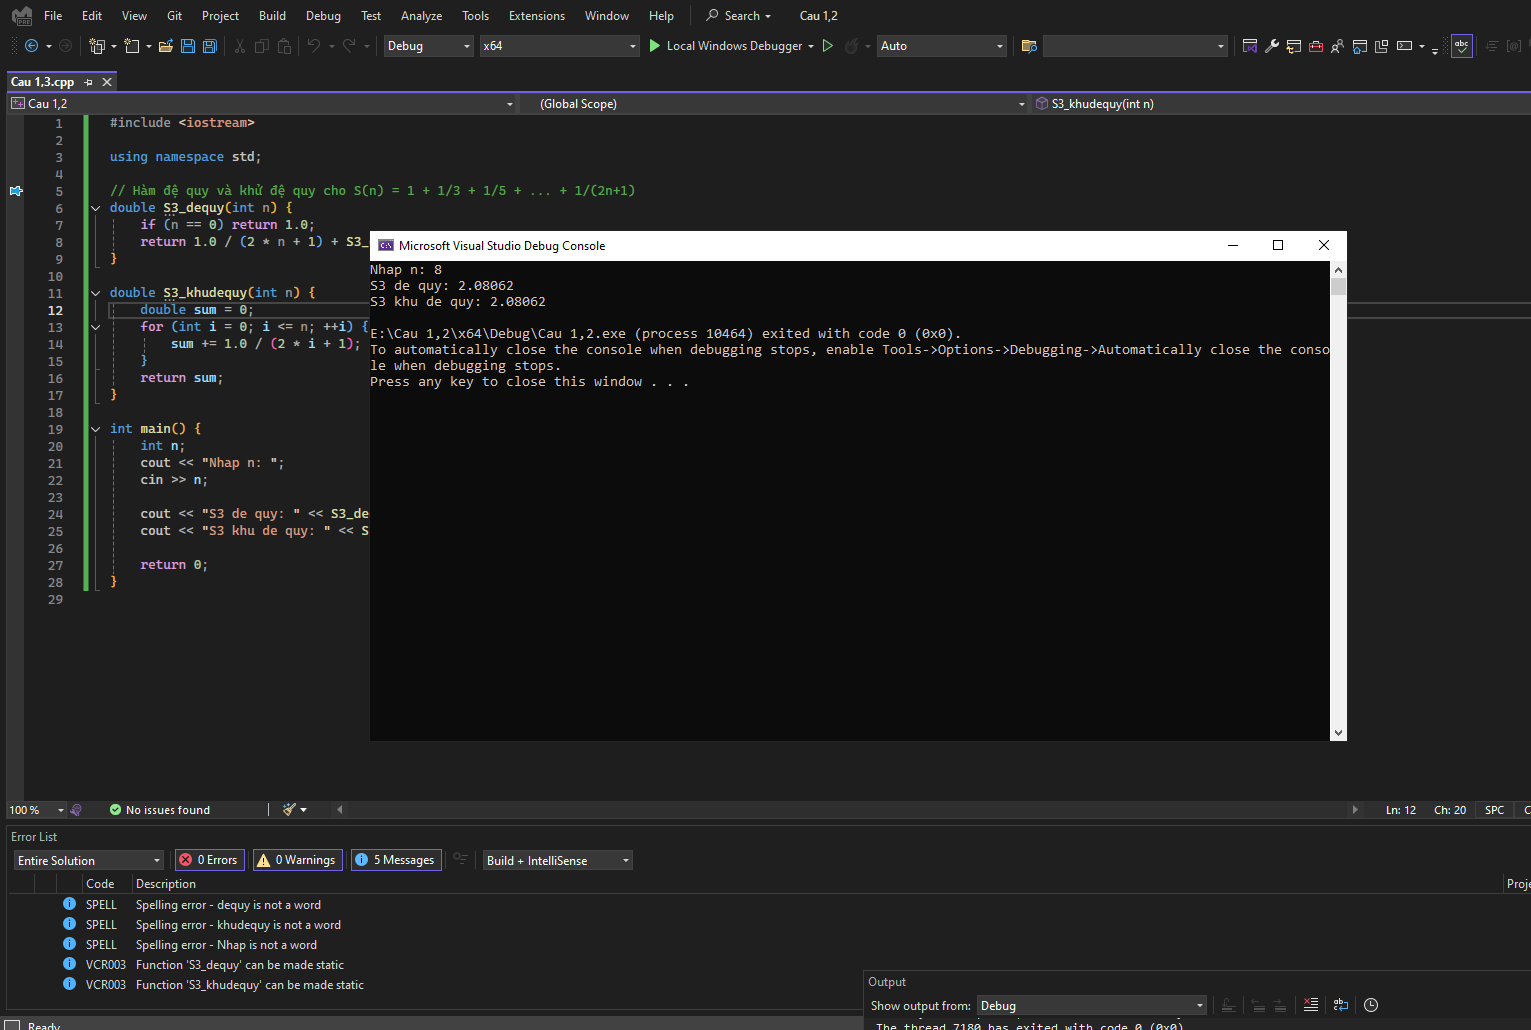 File Edit View Git Project Build Debug Test Analyze Tools Extensions Window Help Search Cau 1,2
Debug x64 Local Windows Debugger Auto
Cau 1,3.cpp
Cau 1,2 (Global Scope) S3_khudequy(int n)
1 #include <iostream>
2
3 using namespace std;
4
5 // Hàm đệ quy và khử đệ quy cho S(n) = 1 + 1/3 + 1/5 + ... + 1/(2n+1)
6 double S3_dequy(int n) {
7 if (n == 0) return 1.0;
8 return 1.0 / (2 * n + 1) + S3_
9 }
10
11 double S3_khudequy(int n) {
12 double sum = 0;
13 for (int i = 0; i <= n; ++i) {
14 sum += 1.0 / (2 * i + 1);
15 }
16 return sum;
17 }
18
19 int main() {
20 int n;
21 cout << "Nhap n: ";
22 cin >> n;
23
24 cout << "S3 de quy: " << S3_de
25 cout << "S3 khu de quy: " << S
26
27 return 0;
28 }
29
Microsoft Visual Studio Debug Console
Nhap n: 8
S3 de quy: 2.08062
S3 khu de quy: 2.08062
E:\Cau 1,2\x64\Debug\Cau 1,2.exe (process 10464) exited with code 0 (0x0).
To automatically close the console when debugging stops, enable Tools->Options->Debugging->Automatically close the conso
le when debugging stops.
Press any key to close this window . . .
100 % No issues found Ln: 12 Ch: 20 SPC
Error List
Entire Solution 0 Errors 0 Warnings 5 Messages Build + IntelliSense
Code Description Proje
SPELL Spelling error - dequy is not a word
SPELL Spelling error - khudequy is not a word
SPELL Spelling error - Nhap is not a word
VCR003 Function 'S3_dequy' can be made static
VCR003 Function 'S3_khudequy' can be made static
Output
Show output from: Debug
The thread 7180 has exited with code 0 (0x0)
Ready